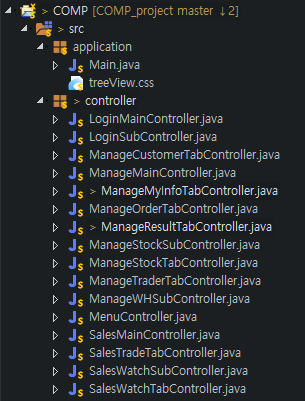 > COMP [COMP_project master ↓2]
> src
application
Main.java
treeView.css
> controller
LoginMainController.java
LoginSubController.java
ManageCustomerTabController.java
ManageMainController.java
> ManageMyInfoTabController.java
ManageOrderTabController.java
> ManageResultTabController.java
ManageStockSubController.java
ManageStockTabController.java
ManageTraderTabController.java
ManageWHSubController.java
MenuController.java
SalesMainController.java
SalesTradeTabController.java
SalesWatchSubController.java
SalesWatchTabController.java